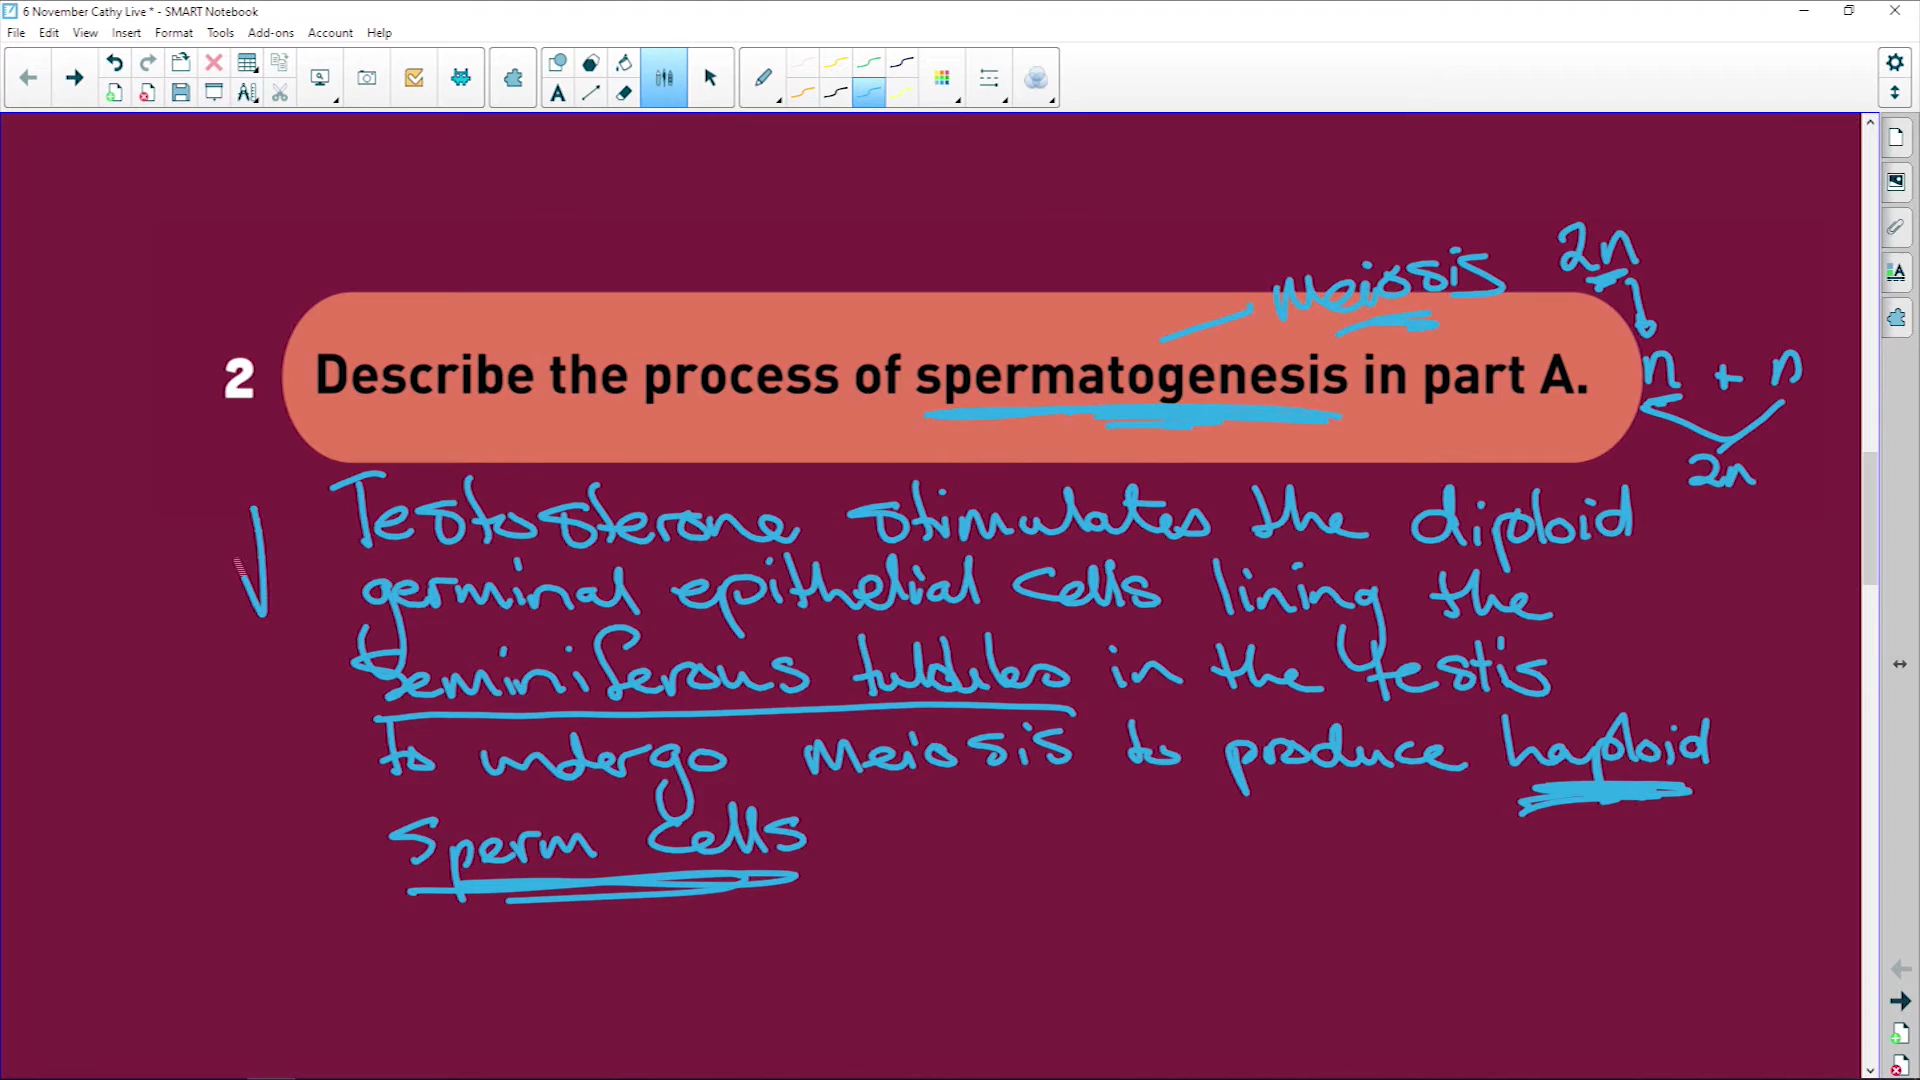 6 November Cathy Live * - SMART Notebook
File Edit View Insert Format Tools Add-ons Account Help
meiosis 2n
2 Describe the process of spermatogenesis in part A. n + n
2n
Testosterone stimulates the diploid
germinal epithelial cells lining the
seminiferous tubules in the testis
to undergo meiosis to produce haploid
sperm cells